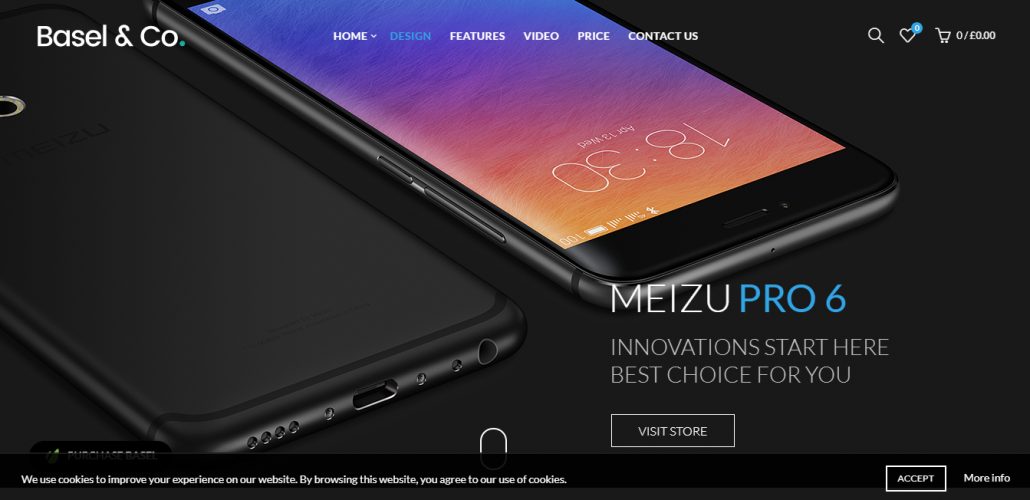 Basel & Co.
HOME
DESIGN
FEATURES
VIDEO
PRICE
CONTACT US
0
0 / £0.00
MEIZU
Apr 13 Wed
18:30
100
MEIZU PRO 6
INNOVATIONS START HERE
BEST CHOICE FOR YOU
VISIT STORE
PURCHASE BASEL
We use cookies to improve your experience on our website. By browsing this website, you agree to our use of cookies.
ACCEPT
More info